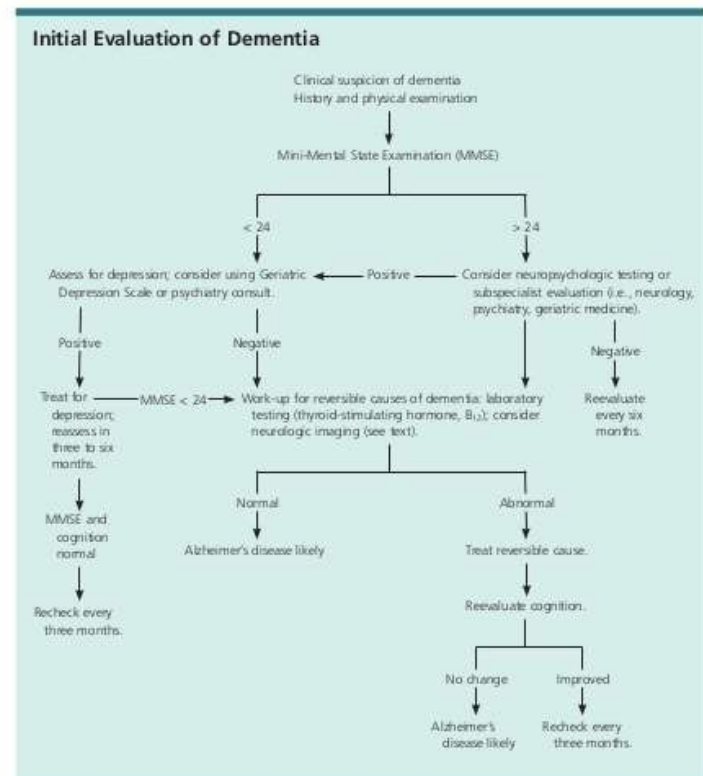 Initial Evaluation of Dementia
Clinical suspicion of dementia
History and physical examination
Mini-Mental State Examination (MMSE)
< 24
> 24
Assess for depression; consider using Geriatric
Depression Scale or psychiatry consult.
Positive
Consider neuropsychologic testing or
subspecialist evaluation (i.e., neurology,
psychiatry, geriatric medicine).
Positive
Negative
Negative
Treat for
depression;
reassess in
three to six
months.
MMSE < 24
Work-up for reversible causes of dementia: laboratory
testing (thyroid-stimulating hormone, B₁₂); consider
neurologic imaging (see text).
Reevaluate
every six
months.
Normal
Abnormal
MMSE and
cognition
normal
Alzheimer's disease likely
Treat reversible cause.
Recheck every
three months.
Reevaluate cognition.
No change
Improved
Alzheimer's
disease likely
Recheck every
three months.